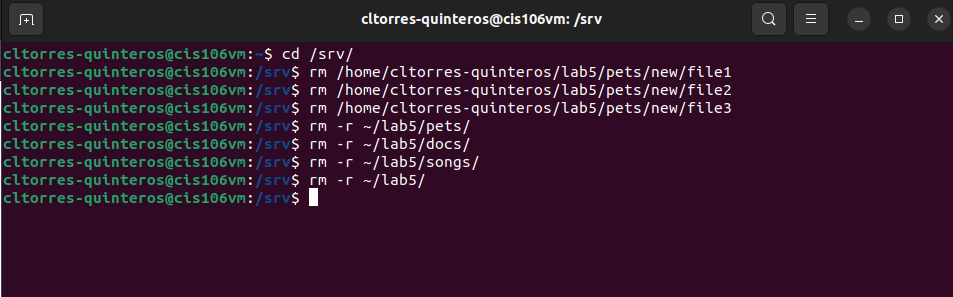 cltorres-quinteros@cis106vm: /srv
cltorres-quinteros@cis106vm:~$ cd /srv/
cltorres-quinteros@cis106vm:/srv$ rm /home/cltorres-quinteros/lab5/pets/new/file1
cltorres-quinteros@cis106vm:/srv$ rm /home/cltorres-quinteros/lab5/pets/new/file2
cltorres-quinteros@cis106vm:/srv$ rm /home/cltorres-quinteros/lab5/pets/new/file3
cltorres-quinteros@cis106vm:/srv$ rm -r ~/lab5/pets/
cltorres-quinteros@cis106vm:/srv$ rm -r ~/lab5/docs/
cltorres-quinteros@cis106vm:/srv$ rm -r ~/lab5/songs/
cltorres-quinteros@cis106vm:/srv$ rm -r ~/lab5/
cltorres-quinteros@cis106vm:/srv$